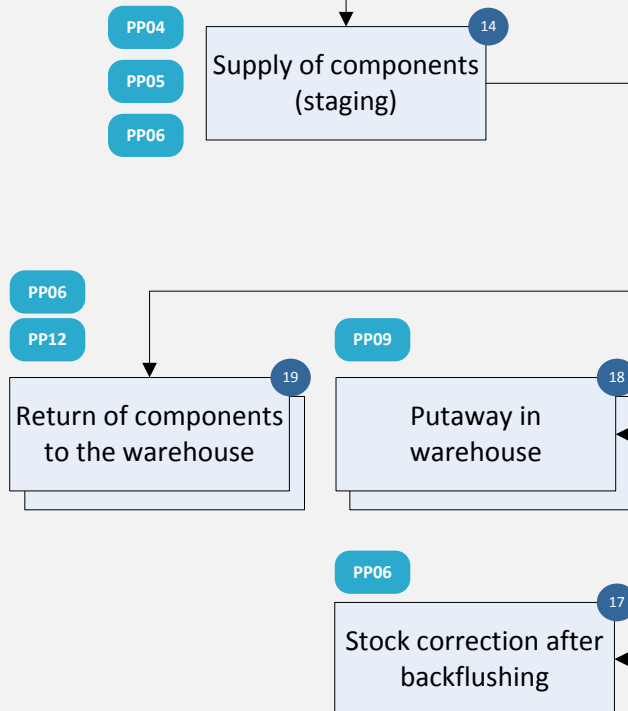 PP04
PP05
PP06
14
Supply of components
(staging)
PP06
PP12
19
Return of components
to the warehouse
PP09
18
Putaway in
warehouse
PP06
17
Stock correction after
backflushing